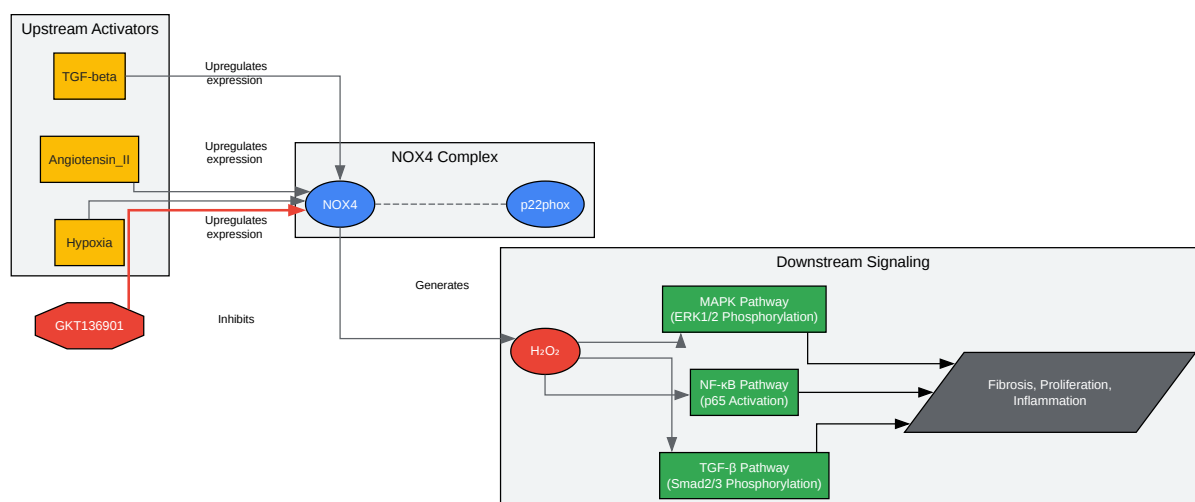 Upstream Activators
TGF-beta
Upregulates
expression
Angiotensin_II
Upregulates
expression
NOX4 Complex
NOX4
p22phox
Hypoxia
Upregulates
expression
GKT136901
Inhibits
Generates
Downstream Signaling
H₂O₂
MAPK Pathway
(ERK1/2 Phosphorylation)
NF-κB Pathway
(p65 Activation)
TGF-β Pathway
(Smad2/3 Phosphorylation)
Fibrosis, Proliferation,
Inflammation